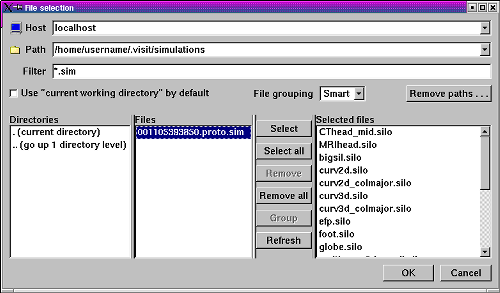 File selection
Host localhost
Path /home/username/.visit/simulations
Filter *.sim
Use "current working directory" by default File grouping Smart Remove paths . . .
Directories Files Selected files
. (current directory)
.. (go up 1 directory level)
001105393850.proto.sim
Select
Select all
Remove
Remove all
Group
Refresh
CThead_mid.silo
MRIhead.silo
bigsil.silo
curv2d.silo
curv2d_colmajor.silo
curv3d.silo
curv3d_colmajor.silo
efp.silo
foot.silo
globe.silo
OK Cancel